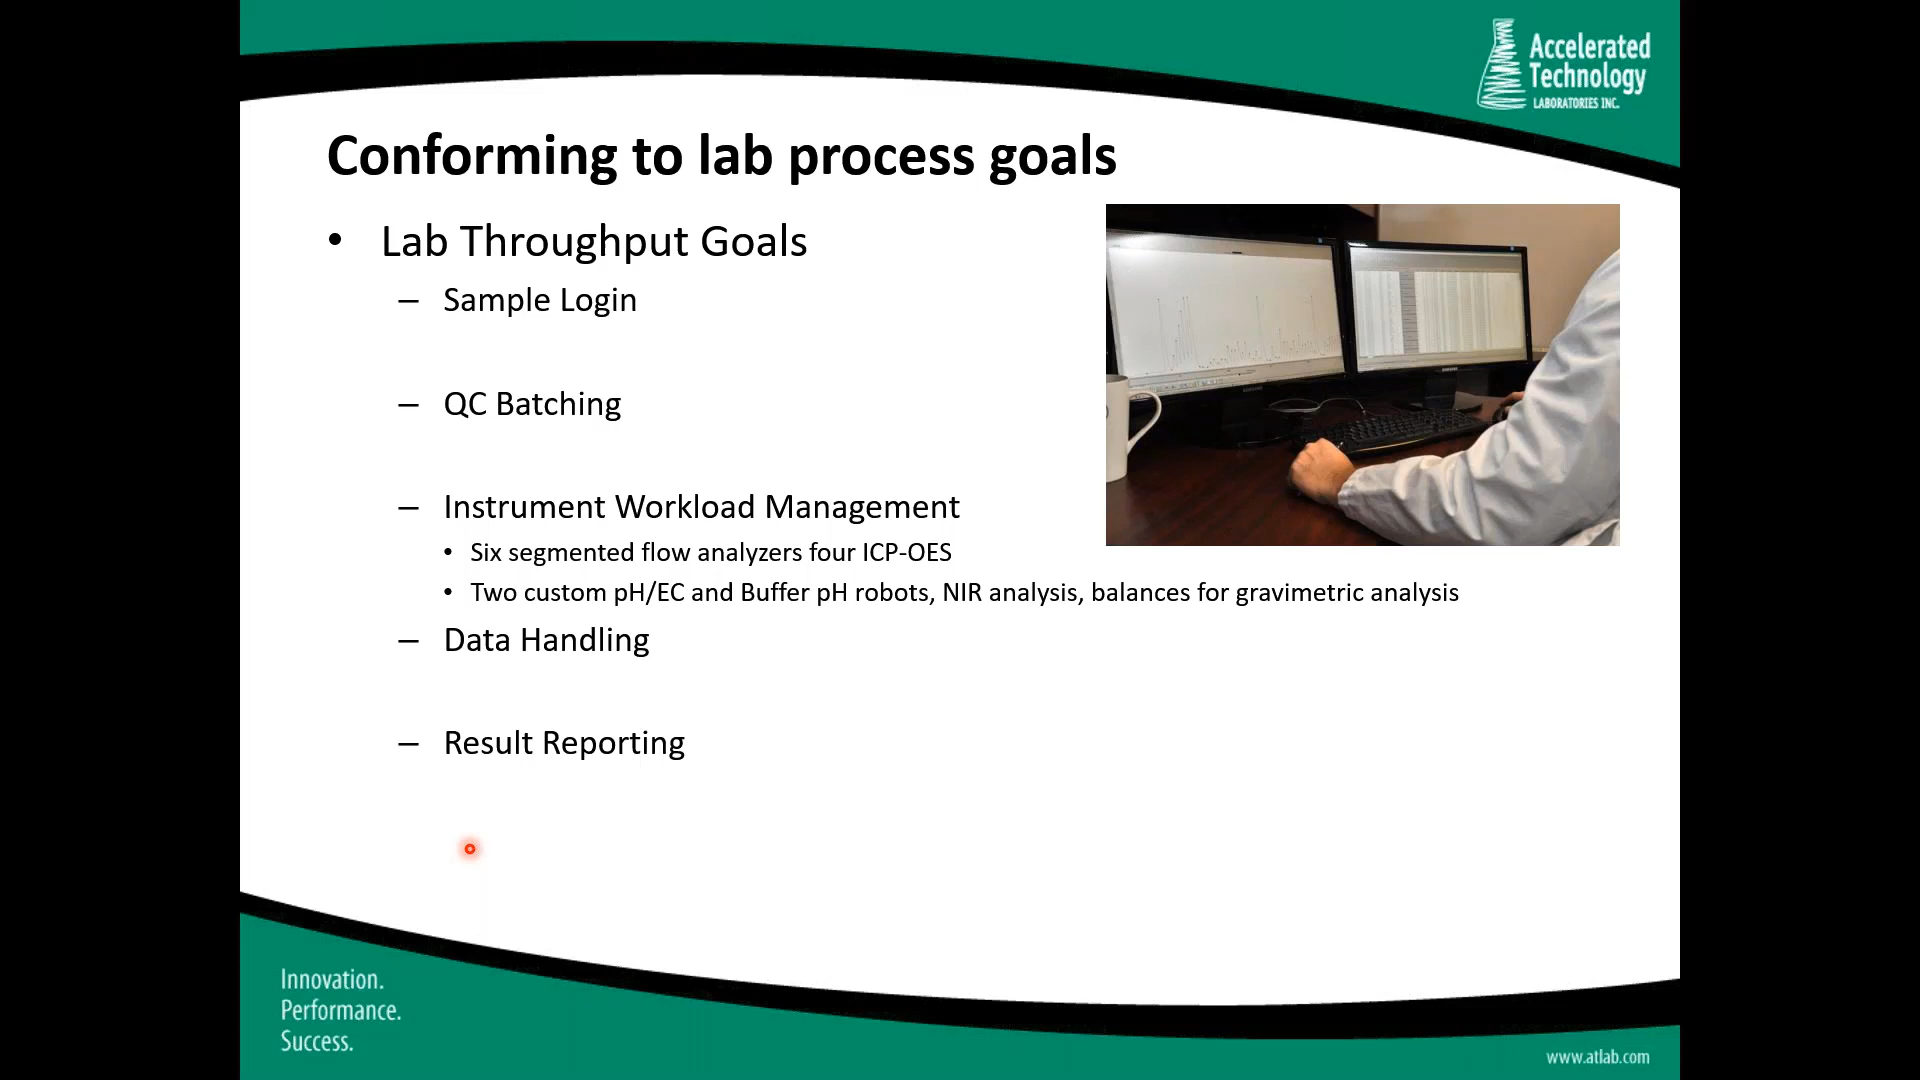 Accelerated
Technology
LABORATORIES INC.
Conforming to lab process goals
• Lab Throughput Goals
– Sample Login
– QC Batching
– Instrument Workload Management
• Six segmented flow analyzers four ICP-OES
• Two custom pH/EC and Buffer pH robots, NIR analysis, balances for gravimetric analysis
– Data Handling
– Result Reporting
Innovation.
Performance.
Success.
www.atlab.com